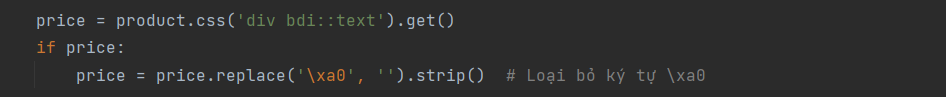 price = product.css('div bdi::text').get()
if price:
    price = price.replace('\xa0', '').strip()  # Loại bỏ ký tự \xa0